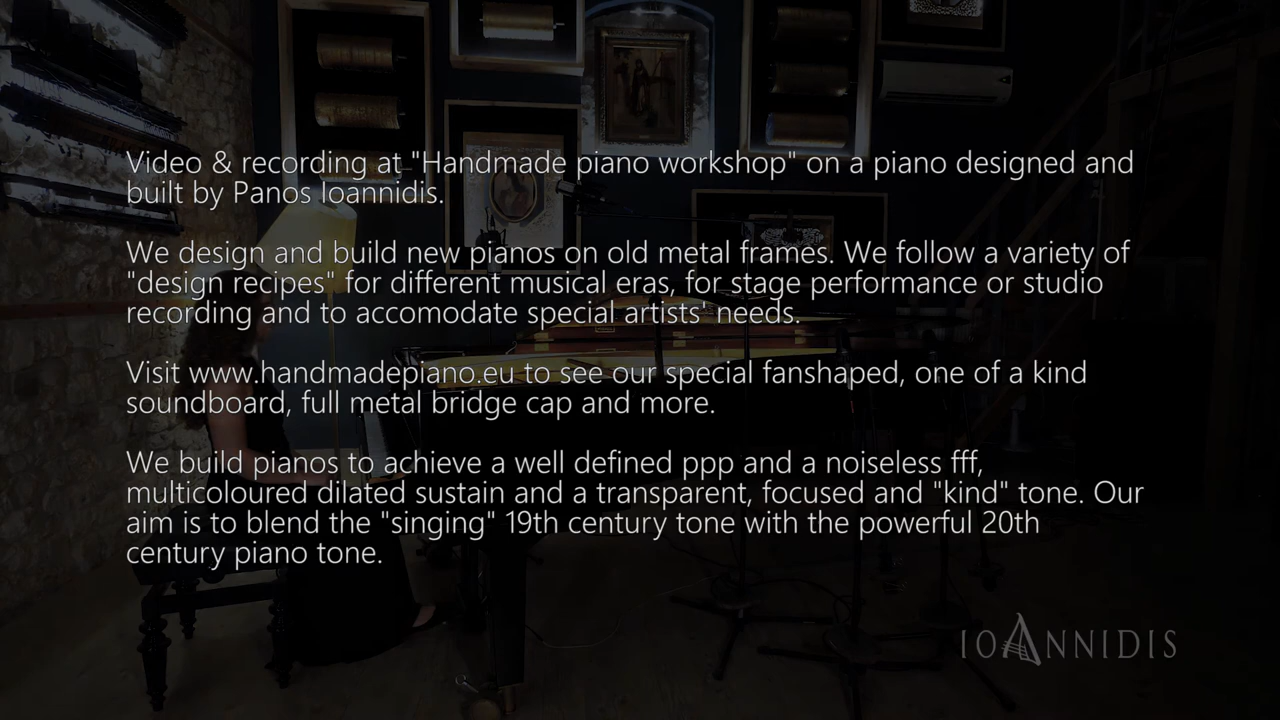 Video & recording at "Handmade piano workshop" on a piano designed and
built by Panos Ioannidis.
We design and build new pianos on old metal frames. We follow a variety of
"design recipes" for different musical eras, for stage performance or studio
recording and to accomodate special artists' needs.
Visit www.handmadepiano.eu to see our special fanshaped, one of a kind
soundboard, full metal bridge cap and more.
We build pianos to achieve a well defined ppp and a noiseless fff,
multicoloured dilated sustain and a transparent, focused and "kind" tone. Our
aim is to blend the "singing" 19th century tone with the powerful 20th
century piano tone.
IOANNIDIS